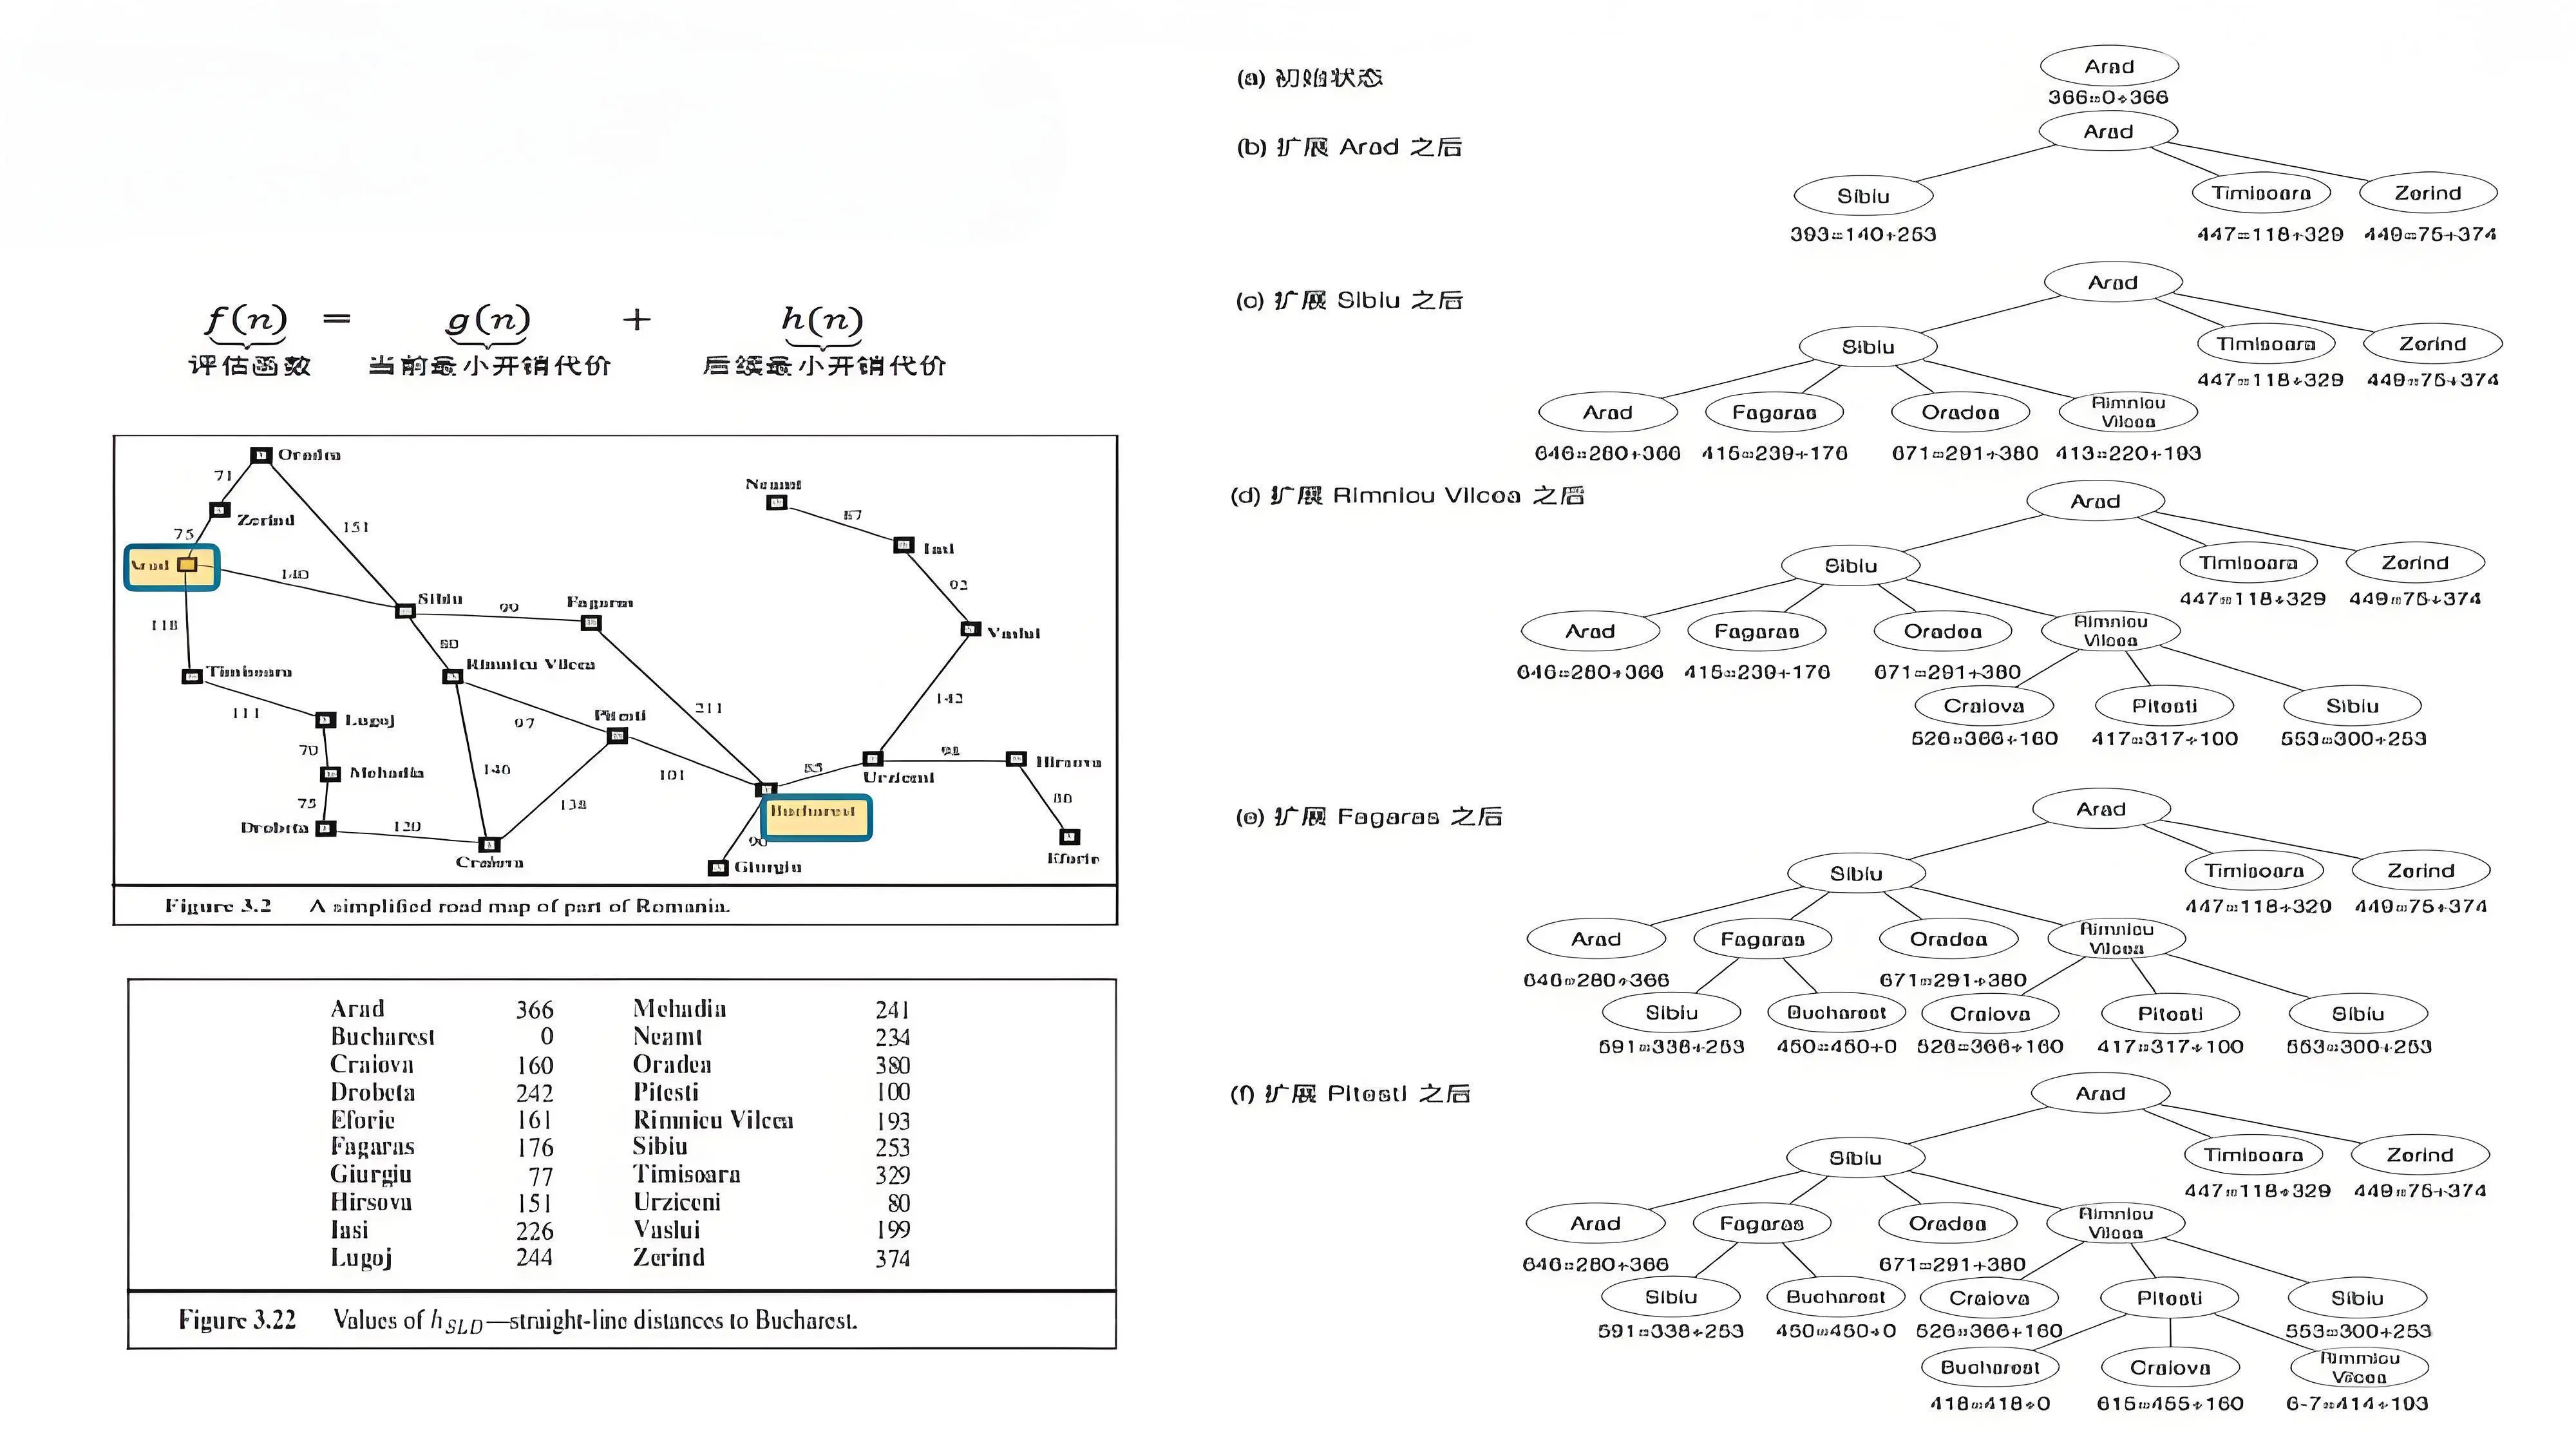 f(n) = g(n) + h(n)
评估函数 当前最小开销代价 后续最小开销代价
Oradea
71
Neamt
87
Zerind
151
75
Iasi
Arad
140
92
Sibiu
99
Fagaras
118
80
Vaslui
Rimnicu Vilcea
Timisoara
111
Lugoj
97
Pitesti
211
142
70
Mehadia
146
101
85
Hirsova
Urziceni
75
138
Bucharest
Drobeta
120
90
Craiova
Giurgiu
Eforie
Figure 3.2 A simplified road map of part of Romania.
Arad 366 Mehadia 241
Bucharest 0 Neamt 234
Craiova 160 Oradea 380
Drobeta 242 Pitesti 100
Eforie 161 Rimnicu Vilcea 193
Fagaras 176 Sibiu 253
Giurgiu 77 Timisoara 329
Hirsova 151 Urziceni 80
Iasi 226 Vaslui 199
Lugoj 244 Zerind 374
Figure 3.22 Values of hSLD—straight-line distances to Bucharest.
(a) 初始状态
Arad
366=0+366
(b) 扩展 Arad 之后
Arad
Sibiu Timisoara Zerind
393=140+253 447=118+329 449=75+374
(c) 扩展 Sibiu 之后
Arad
Sibiu Timisoara Zerind
447=118+329 449=75+374
Arad Fagaras Oradea Rimnicu Vilcea
646=280+366 415=239+176 671=291+380 413=220+193
(d) 扩展 Rimnicu Vilcea 之后
Arad
Sibiu Timisoara Zerind
447=118+329 449=75+374
Arad Fagaras Oradea Rimnicu Vilcea
646=280+366 415=239+176 671=291+380
Craiova Pitesti Sibiu
526=366+160 417=317+100 553=300+253
(e) 扩展 Fagaras 之后
Arad
Sibiu Timisoara Zerind
447=118+329 449=75+374
Arad Fagaras Oradea Rimnicu Vilcea
646=280+366 671=291+380
Sibiu Bucharest Craiova Pitesti Sibiu
591=338+253 450=450+0 526=366+160 417=317+100 553=300+253
(f) 扩展 Pitesti 之后
Arad
Sibiu Timisoara Zerind
447=118+329 449=75+374
Arad Fagaras Oradea Rimnicu Vilcea
646=280+366 671=291+380
Sibiu Bucharest Craiova Pitesti Sibiu
591=338+253 450=450+0 526=366+160 553=300+253
Bucharest Craiova Rimnicu Vilcea
418=418+0 615=455+160